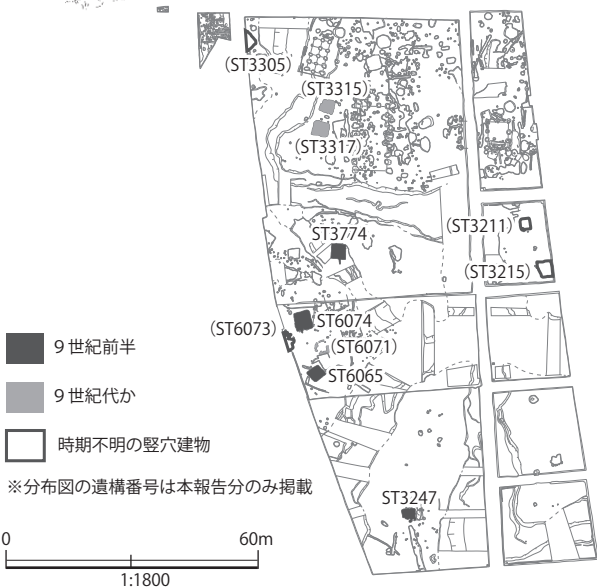 (ST3305)
(ST3315)
(ST3317)
ST3774
(ST3211)
(ST3215)
(ST6073)
ST6074
(ST6071)
ST6065
ST3247
9世紀前半
9世紀代か
時期不明の竪穴建物
※分布図の遺構番号は本報告分のみ掲載
0 60m
1:1800